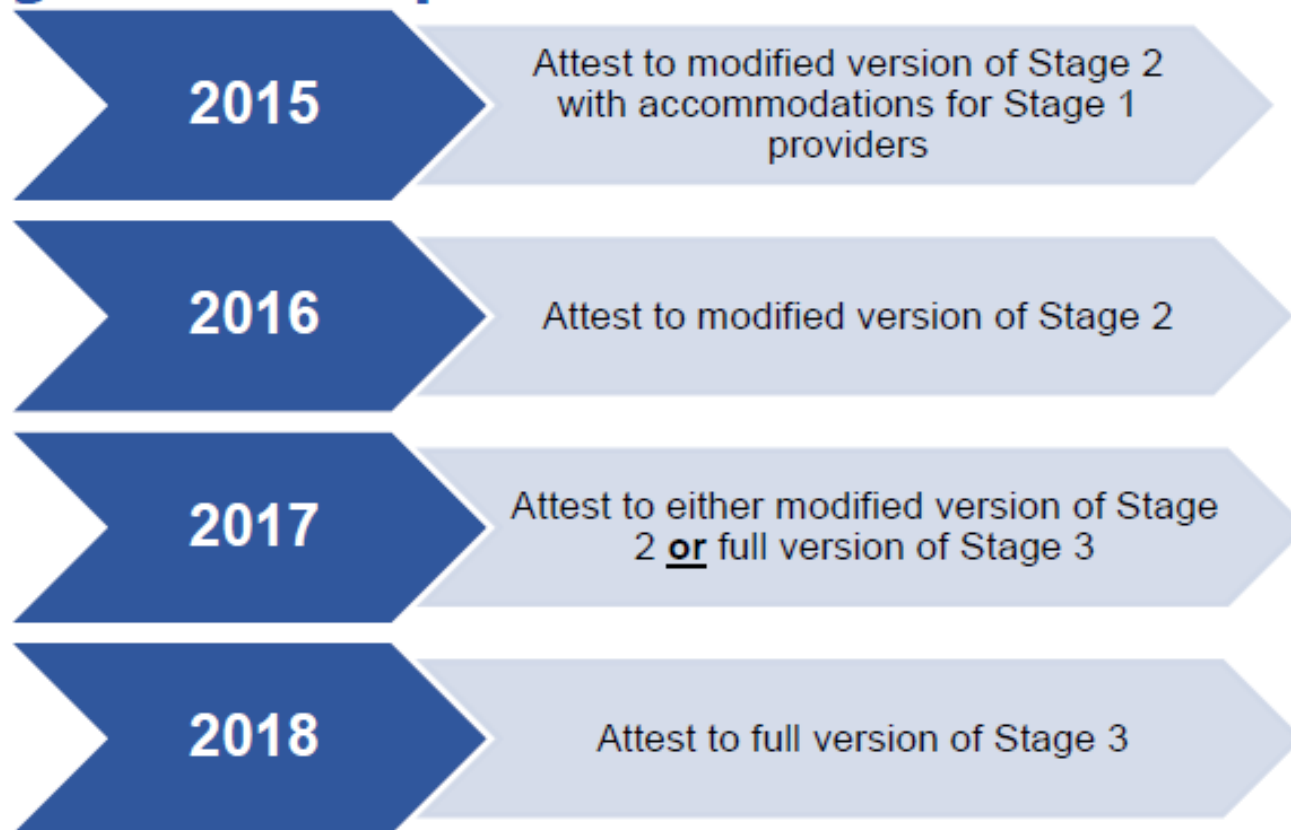 2015
Attest to modified version of Stage 2
with accommodations for Stage 1
providers
2016
Attest to modified version of Stage 2
2017
Attest to either modified version of Stage
2 or full version of Stage 3
2018
Attest to full version of Stage 3